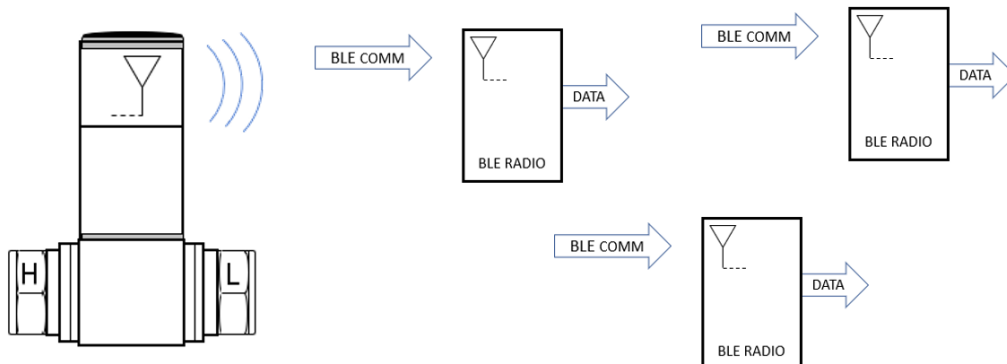 BLE COMM
DATA
BLE RADIO
BLE COMM
DATA
BLE RADIO
H
L
BLE COMM
DATA
BLE RADIO